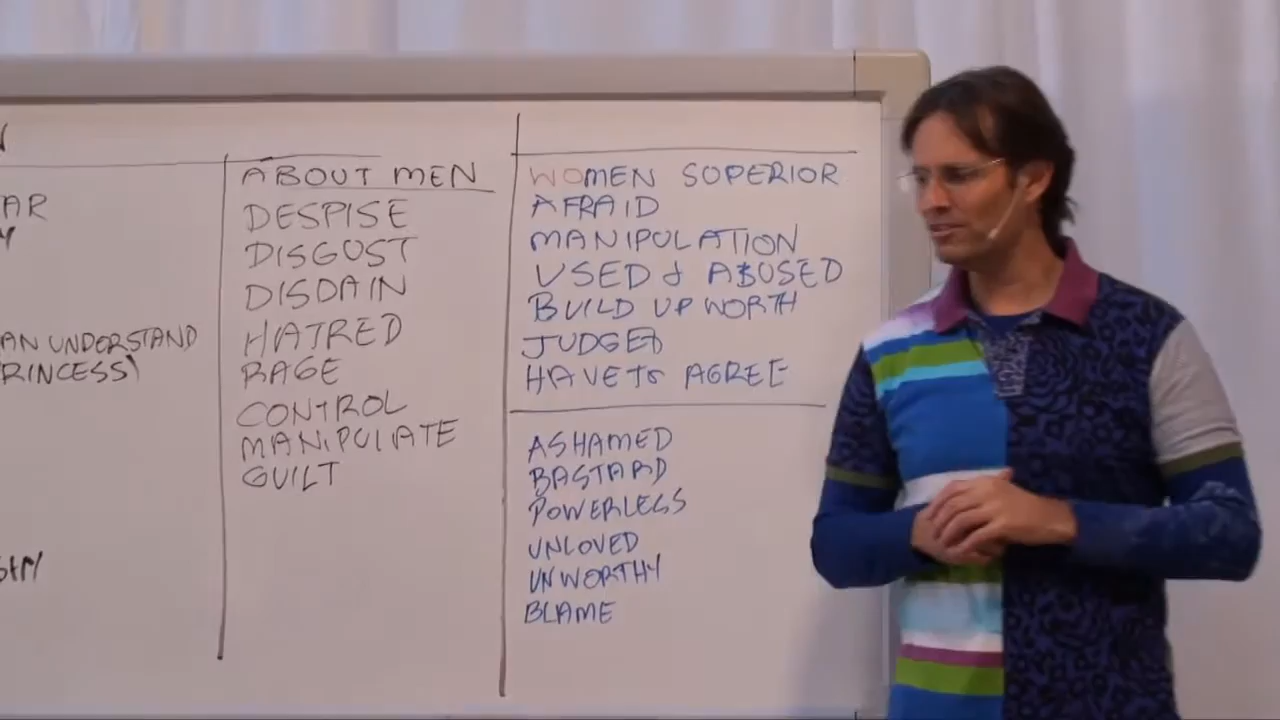 AN UNDERSTAND
RINCESS)
ABOUT MEN
DESPISE
DISGUST
DISDAIN
HATRED
RAGE
CONTROL
MANIPULATE
GUILT
WOMEN SUPERIOR
AFRAID
MANIPULATION
USED & ABUSED
BUILD UP WORTH
JUDGED
HAVE TO AGREE
ASHAMED
BASTARD
POWERLESS
UNLOVED
UNWORTHY
BLAME